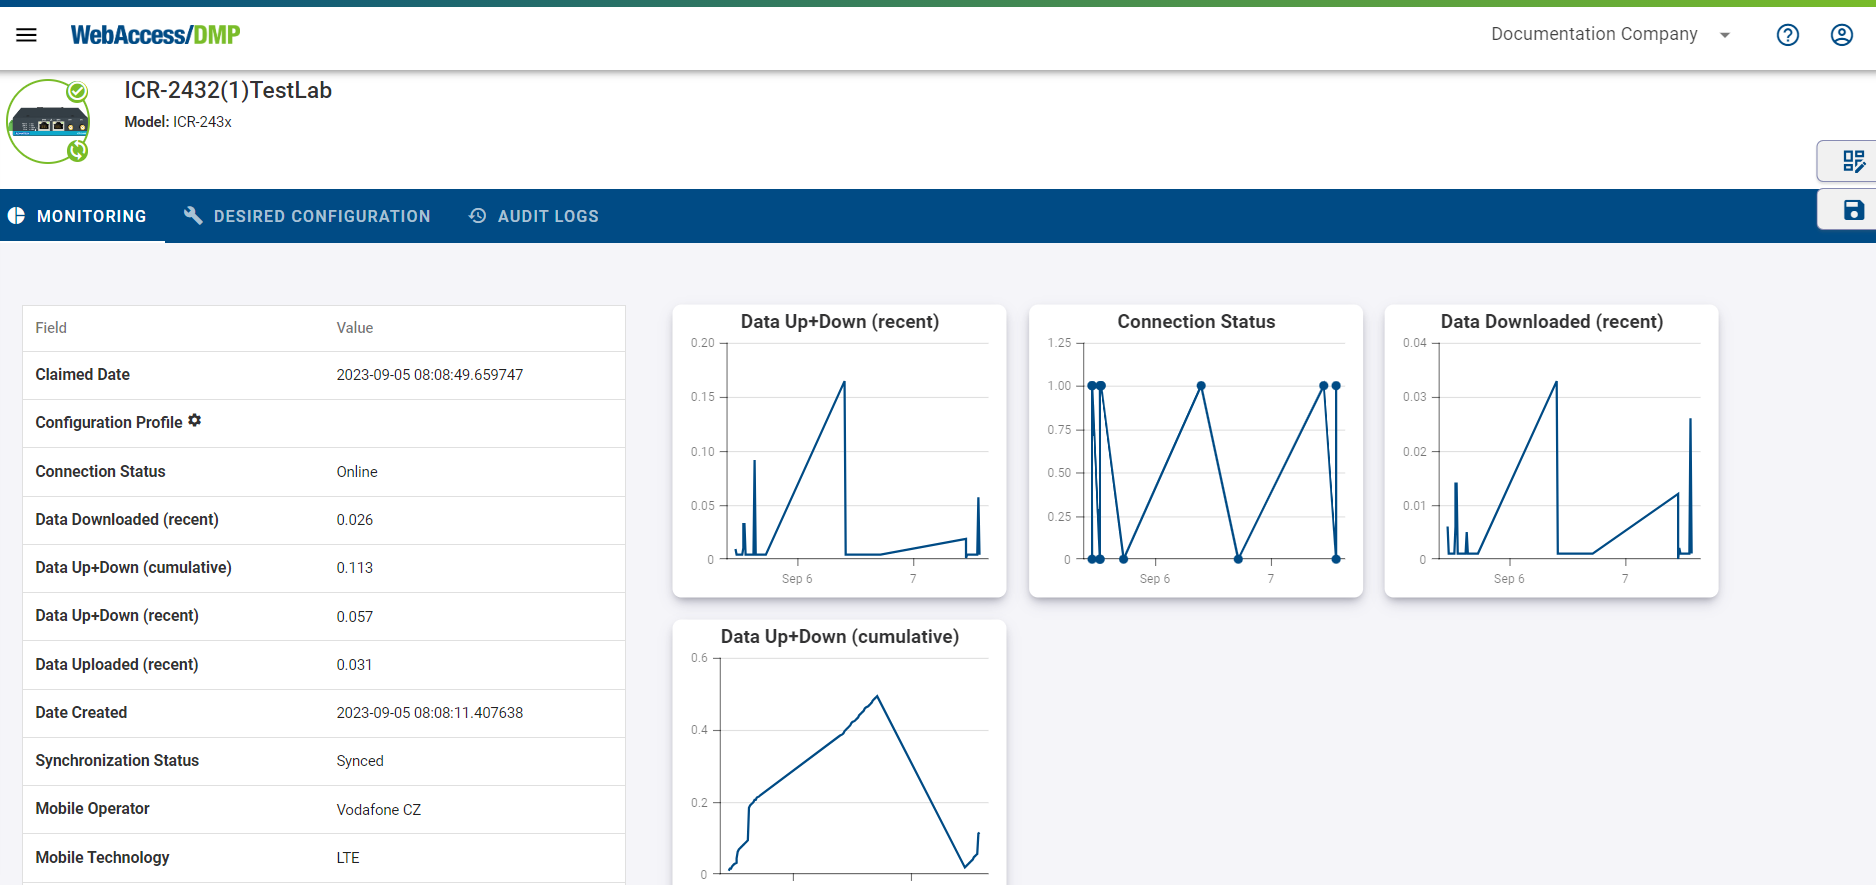 WebAccess/DMP
Documentation Company
ICR-2432(1)TestLab
Model: ICR-243x
MONITORING
DESIRED CONFIGURATION
AUDIT LOGS
Field Value
Claimed Date 2023-09-05 08:08:49.659747
Configuration Profile
Connection Status Online
Data Downloaded (recent) 0.026
Data Up+Down (cumulative) 0.113
Data Up+Down (recent) 0.057
Data Uploaded (recent) 0.031
Date Created 2023-09-05 08:08:11.407638
Synchronization Status Synced
Mobile Operator Vodafone CZ
Mobile Technology LTE
Data Up+Down (recent)
0.20
0.15
0.10
0.05
0
Sep 6 7
Connection Status
1.25
1.00
0.75
0.50
0.25
0
Sep 6 7
Data Downloaded (recent)
0.04
0.03
0.02
0.01
0
Sep 6 7
Data Up+Down (cumulative)
0.6
0.4
0.2
0